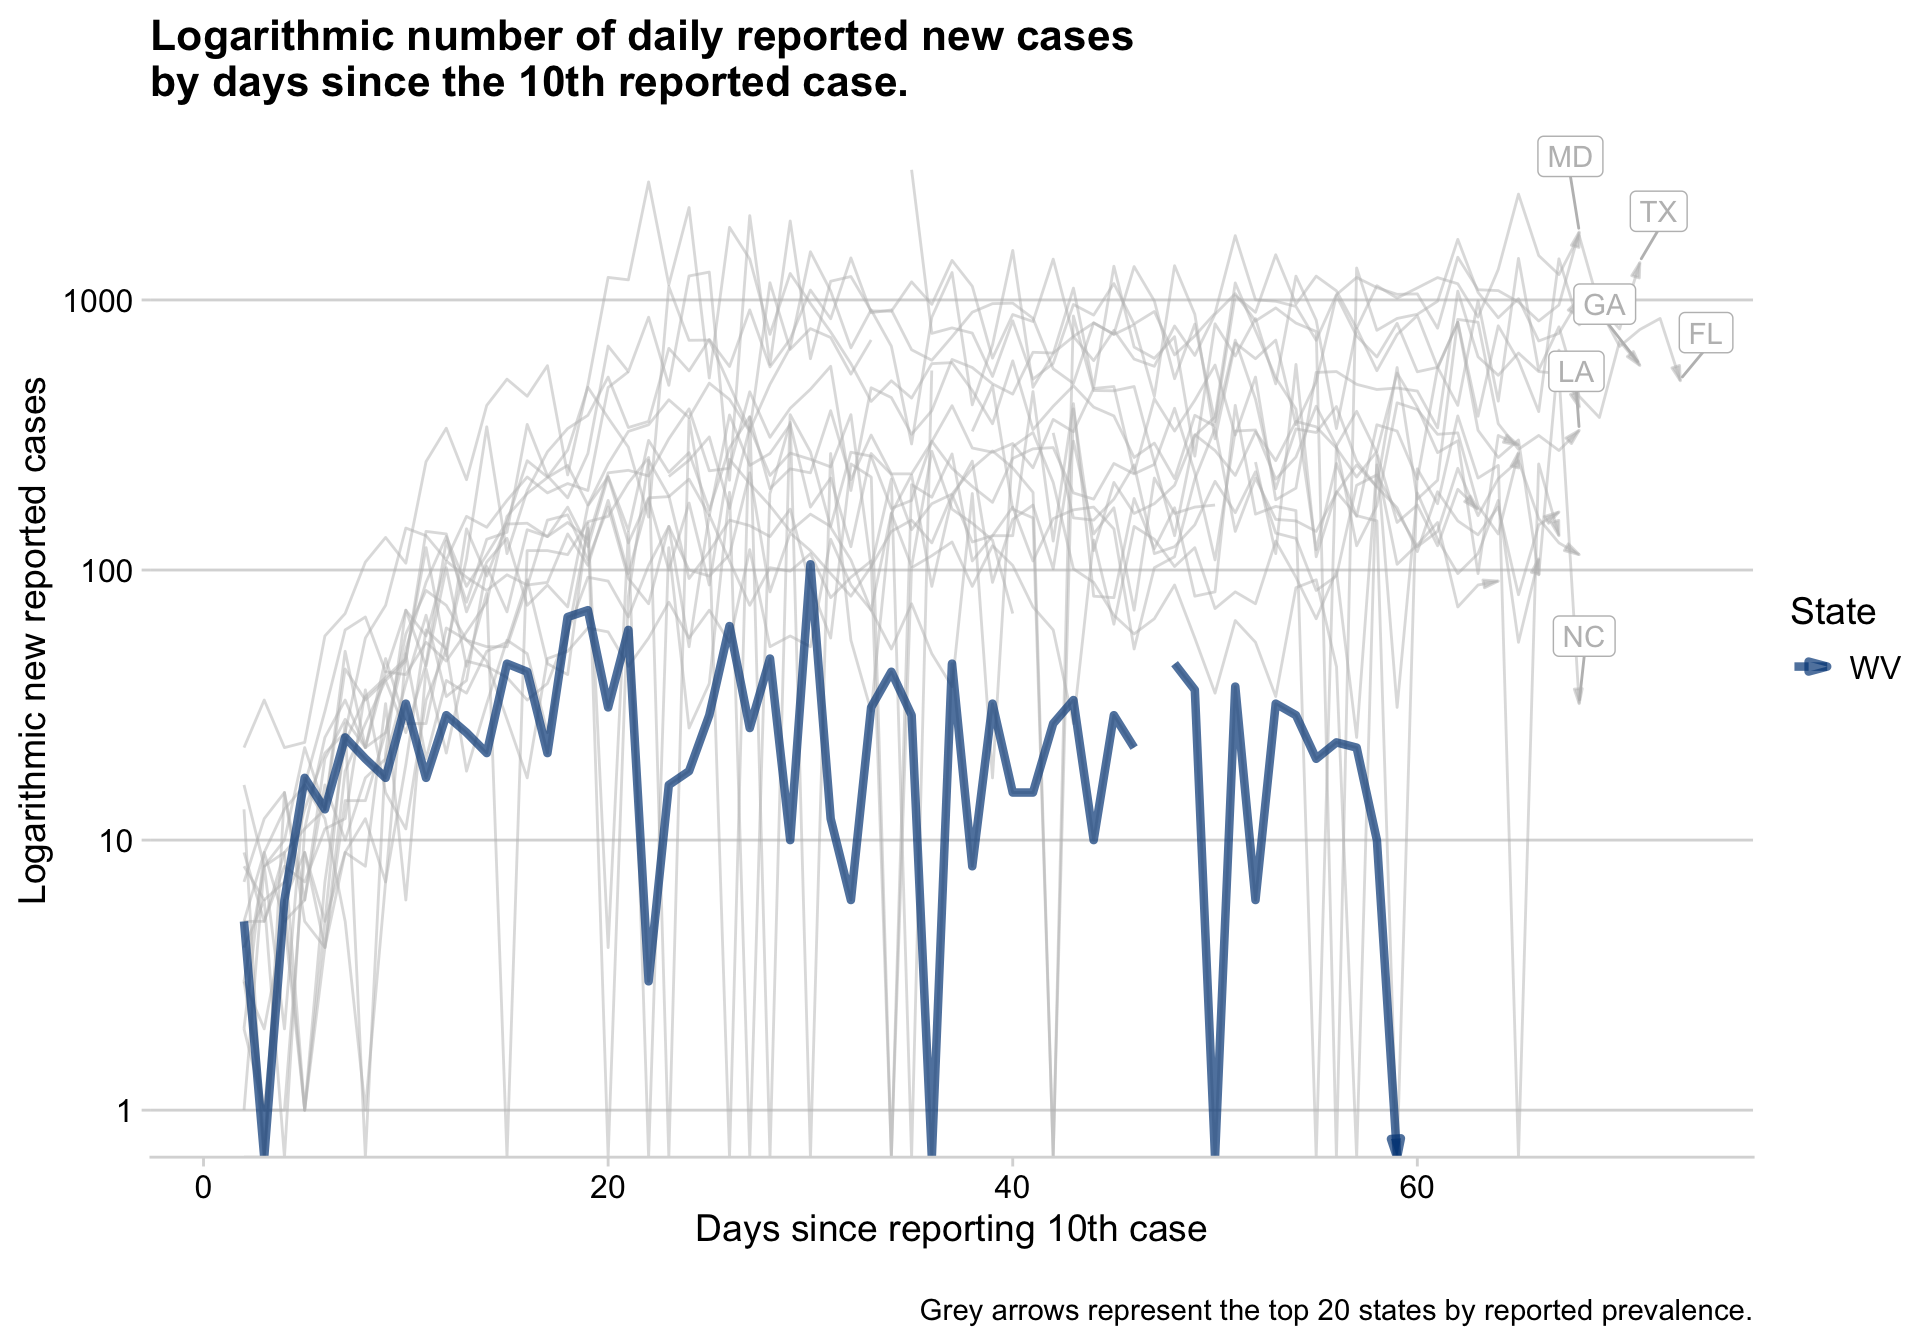 Logarithmic number of daily reported new cases
by days since the 10th reported case.
MD
TX
1000
GA
FL
LA
100
State
NC
WV
Logarithmic new reported cases
10
1
0
20
40
60
Days since reporting 10th case
Grey arrows represent the top 20 states by reported prevalence.